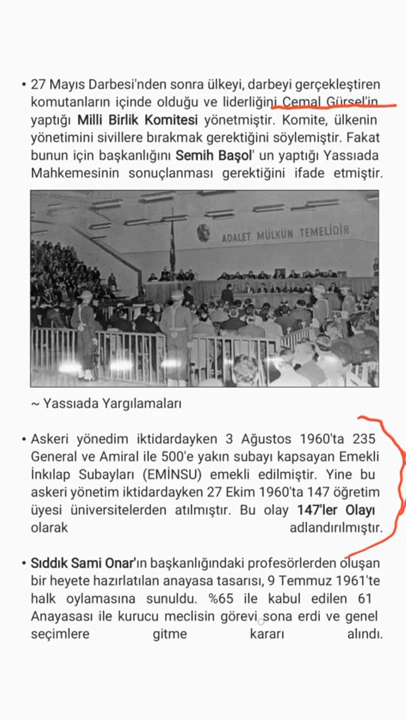 • 27 Mayıs Darbesi'nden sonra ülkeyi, darbeyi gerçekleştiren
komutanların içinde olduğu ve liderliğini Cemal Gürsel'in
yaptığı Milli Birlik Komitesi yönetmiştir. Komite, ülkenin
yönetimini sivillere bırakmak gerektiğini söylemiştir. Fakat
bunun için başkanlığını Semih Başol' un yaptığı Yassıada
Mahkemesinin sonuçlanması gerektiğini ifade etmiştir.
ADALET MÜLKÜN TEMELİDİR
~ Yassıada Yargılamaları
• Askeri yönedim iktidardayken 3 Ağustos 1960'ta 235
General ve Amiral ile 500'e yakın subayı kapsayan Emekli
İnkılap Subayları (EMİNSU) emekli edilmiştir. Yine bu
askeri yönetim iktidardayken 27 Ekim 1960'ta 147 öğretim
üyesi üniversitelerden atılmıştır. Bu olay 147'ler Olayı
olarak adlandırılmıştır.
• Sıddık Sami Onar'ın başkanlığındaki profesörlerden oluşan
bir heyete hazırlatılan anayasa tasarısı, 9 Temmuz 1961'te
halk oylamasına sunuldu. %65 ile kabul edilen 61
Anayasası ile kurucu meclisin görevi sona erdi ve genel
seçimlere gitme kararı alındı.